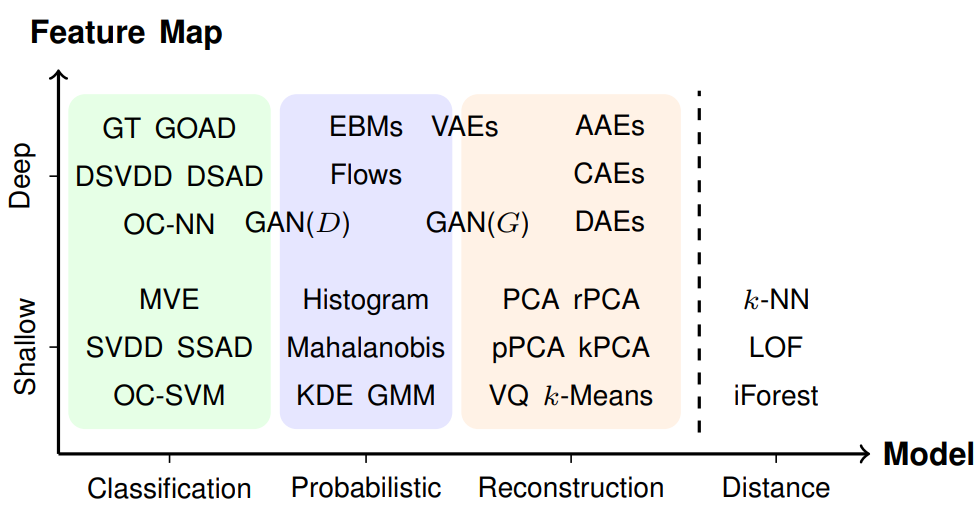 Feature Map
Deep
GT GOAD EBMs VAEs AAEs
DSVDD DSAD Flows CAEs
OC-NN GAN(D) GAN(G) DAEs
Shallow
MVE Histogram PCA rPCA k-NN
SVDD SSAD Mahalanobis pPCA kPCA LOF
OC-SVM KDE GMM VQ k-Means iForest
Model
Classification Probabilistic Reconstruction Distance